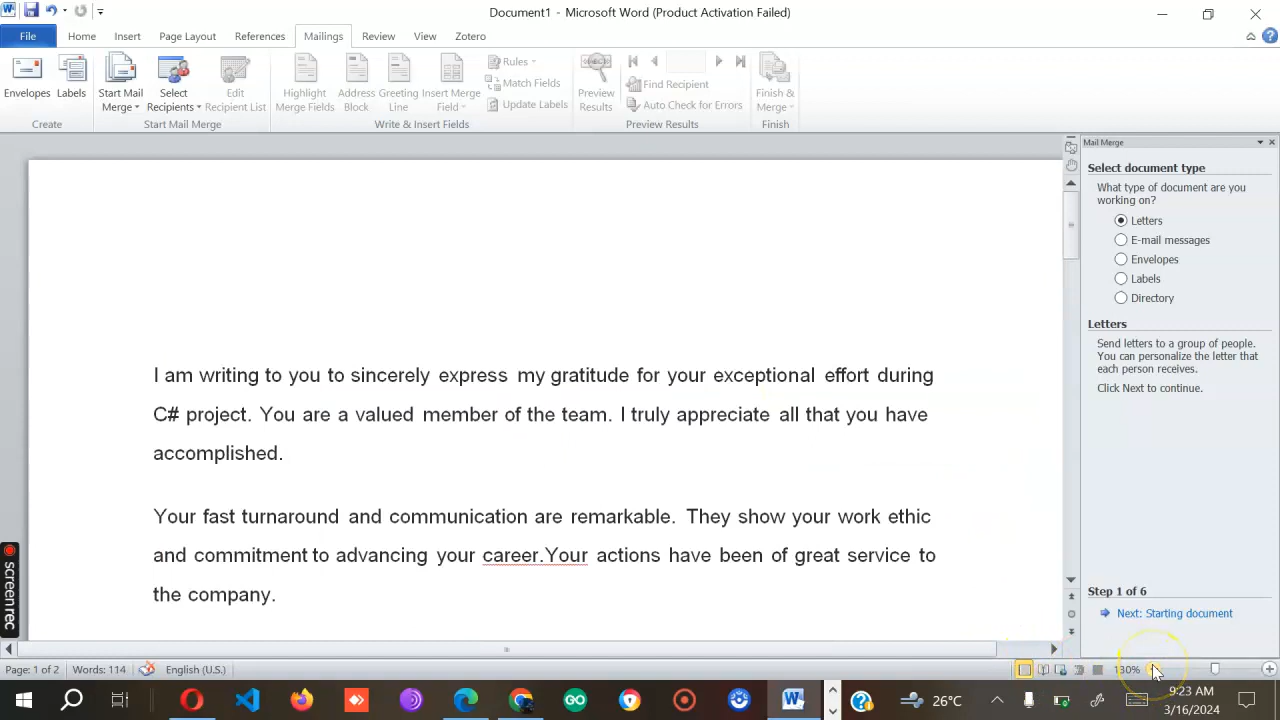 Document1 - Microsoft Word (Product Activation Failed)
File Home Insert Page Layout References Mailings Review View Zotero
Envelopes Labels
Create
Start Mail Merge
Select Recipients
Edit Recipient List
Start Mail Merge
Highlight Merge Fields
Address Block
Greeting Line
Insert Merge Field
Rules
Match Fields
Update Labels
Write & Insert Fields
Preview Results
Find Recipient
Auto Check for Errors
Preview Results
Finish & Merge
Finish
I am writing to you to sincerely express my gratitude for your exceptional effort during
C# project. You are a valued member of the team. I truly appreciate all that you have
accomplished.
Your fast turnaround and communication are remarkable. They show your work ethic
and commitment to advancing your career.Your actions have been of great service to
the company.
Mail Merge
Select document type
What type of document are you
working on?
Letters
E-mail messages
Envelopes
Labels
Directory
Letters
Send letters to a group of people.
You can personalize the letter that
each person receives.
Click Next to continue.
Step 1 of 6
Next: Starting document
screen rec
Page: 1 of 2 Words: 114 English (U.S.) 130%
26°C
9:23 AM
3/16/2024